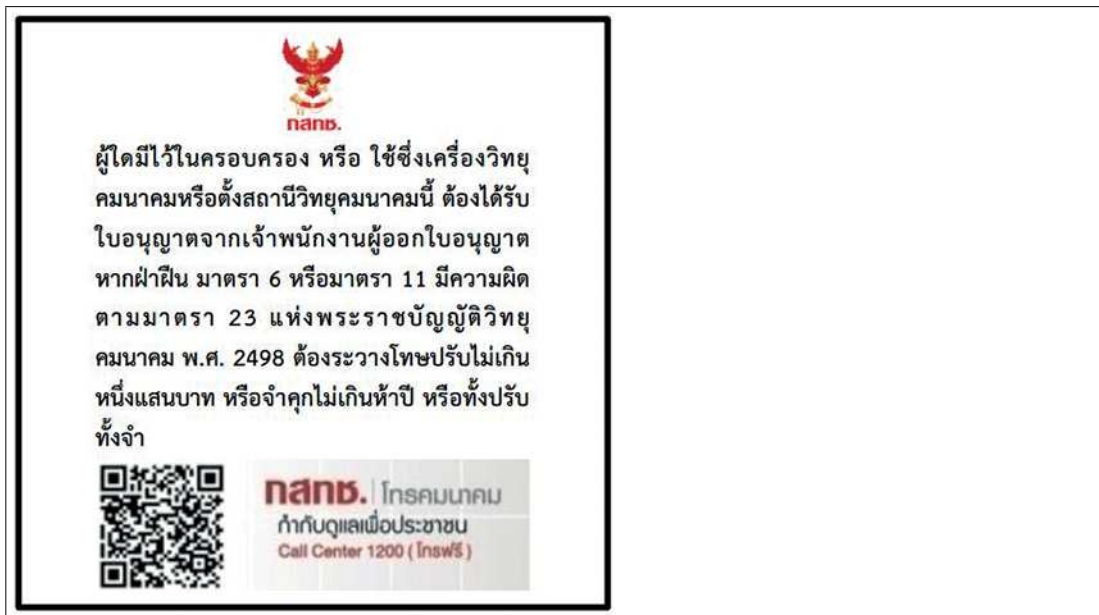 กสทช.
ผู้ใดมีไว้ในครอบครอง หรือ ใช้ซึ่งเครื่องวิทยุ
คมนาคมหรือตั้งสถานีวิทยุคมนาคมนี้ ต้องได้รับ
ใบอนุญาตจากเจ้าพนักงานผู้ออกใบอนุญาต
หากฝ่าฝืน มาตรา 6 หรือมาตรา 11 มีความผิด
ตามมาตรา 23 แห่งพระราชบัญญัติวิทยุ
คมนาคม พ.ศ. 2498 ต้องระวางโทษปรับไม่เกิน
หนึ่งแสนบาท หรือจำคุกไม่เกินห้าปี หรือทั้งปรับ
ทั้งจำ
กสทช. โทรคมนาคม
กำกับดูแลเพื่อประชาชน
Call Center 1200 (โทรฟรี)